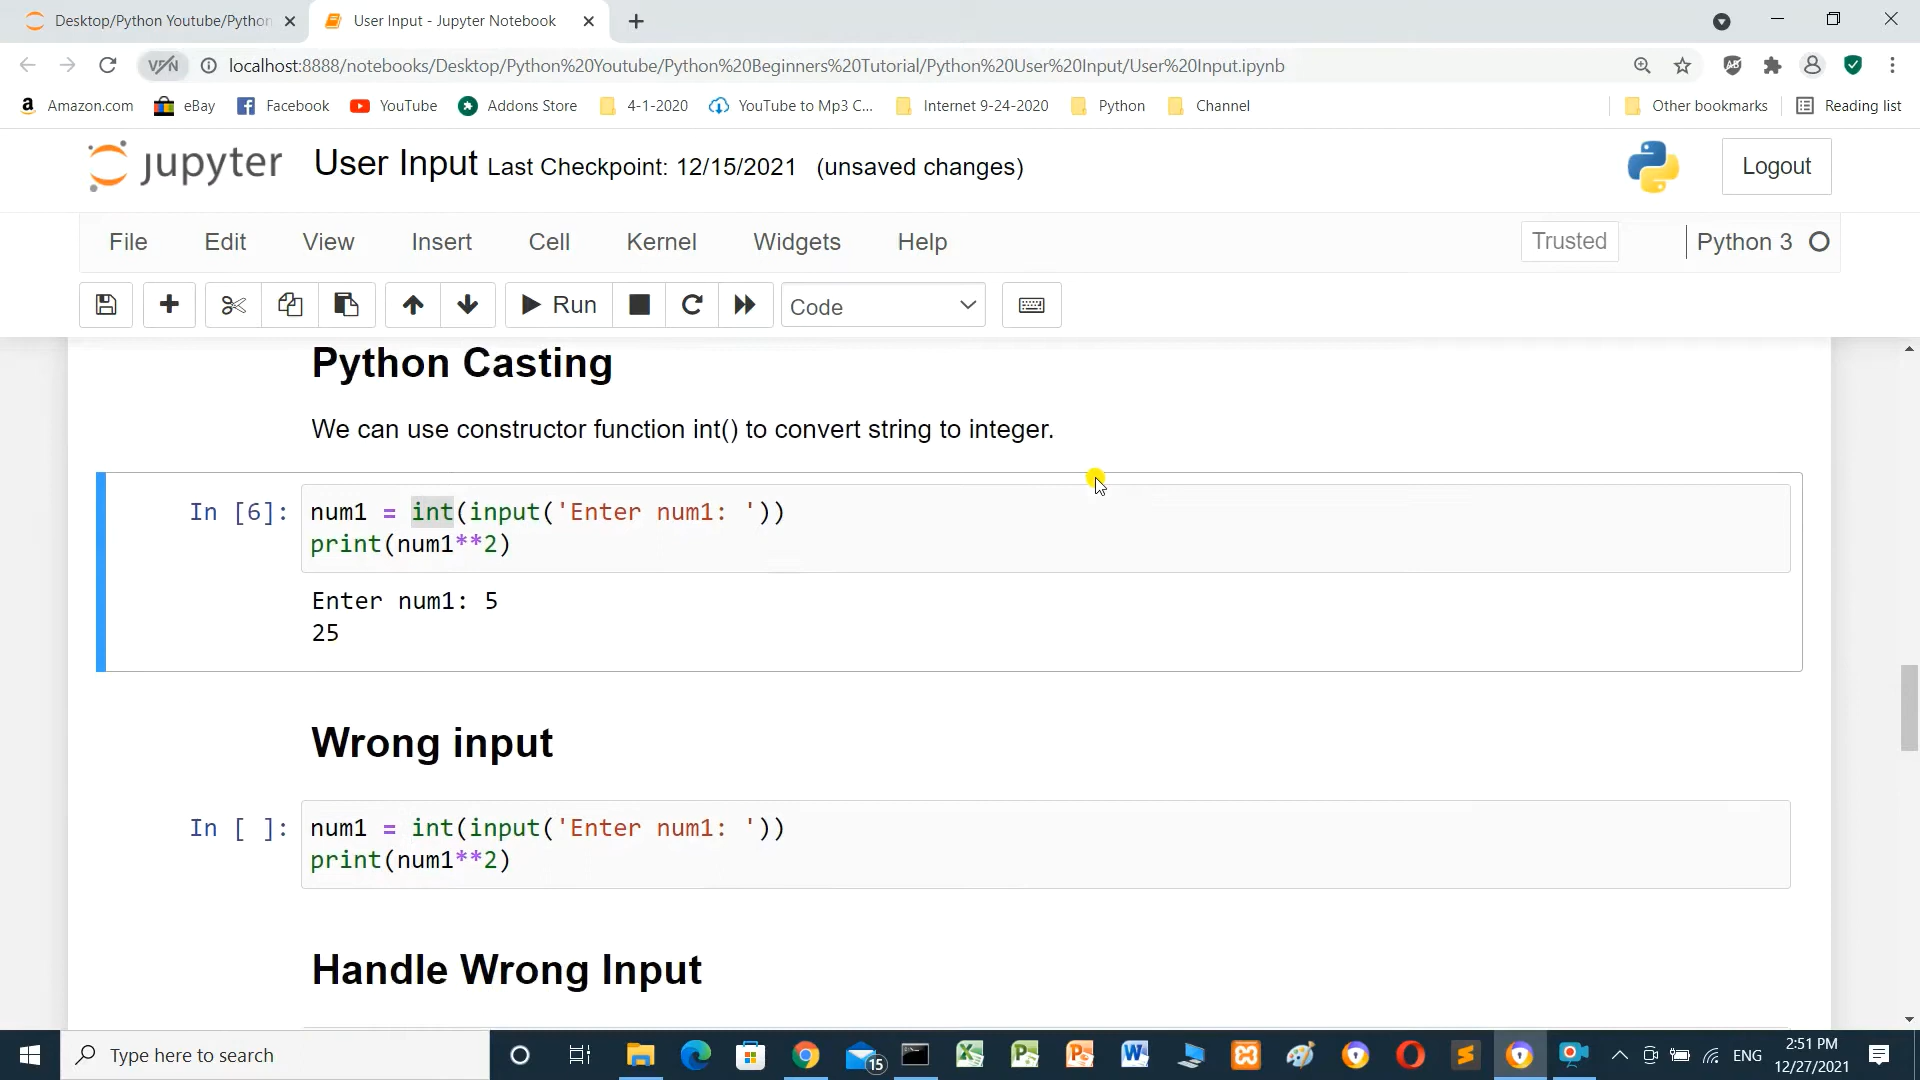 Desktop/Python Youtube/Python
User Input - Jupyter Notebook
VPN
localhost:8888/notebooks/Desktop/Python%20Youtube/Python%20Beginners%20Tutorial/Python%20User%20Input/User%20Input.ipynb
Amazon.com eBay Facebook YouTube Addons Store 4-1-2020 YouTube to Mp3 C... Internet 9-24-2020 Python Channel Other bookmarks Reading list
jupyter User Input Last Checkpoint: 12/15/2021 (unsaved changes) Logout
File Edit View Insert Cell Kernel Widgets Help Trusted Python 3
Run Code
Python Casting
We can use constructor function int() to convert string to integer.
In [6]: num1 = int(input('Enter num1: '))
print(num1**2)
Enter num1: 5
25
Wrong input
In [ ]: num1 = int(input('Enter num1: '))
print(num1**2)
Handle Wrong Input
Type here to search
15
ENG
2:51 PM
12/27/2021